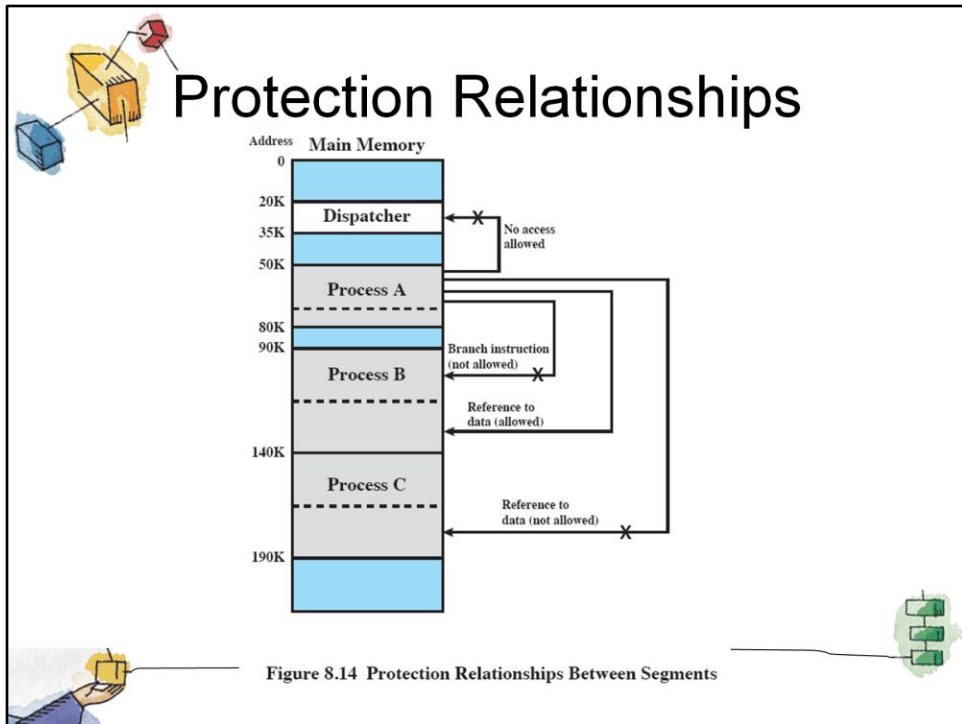 Protection Relationships
Address Main Memory
0
20K
Dispatcher
35K
No access
allowed
50K
Process A
80K
90K
Branch instruction
(not allowed)
X
Process B
X
Reference to
data (allowed)
140K
Process C
Reference to
data (not allowed)
X
190K
Figure 8.14 Protection Relationships Between Segments